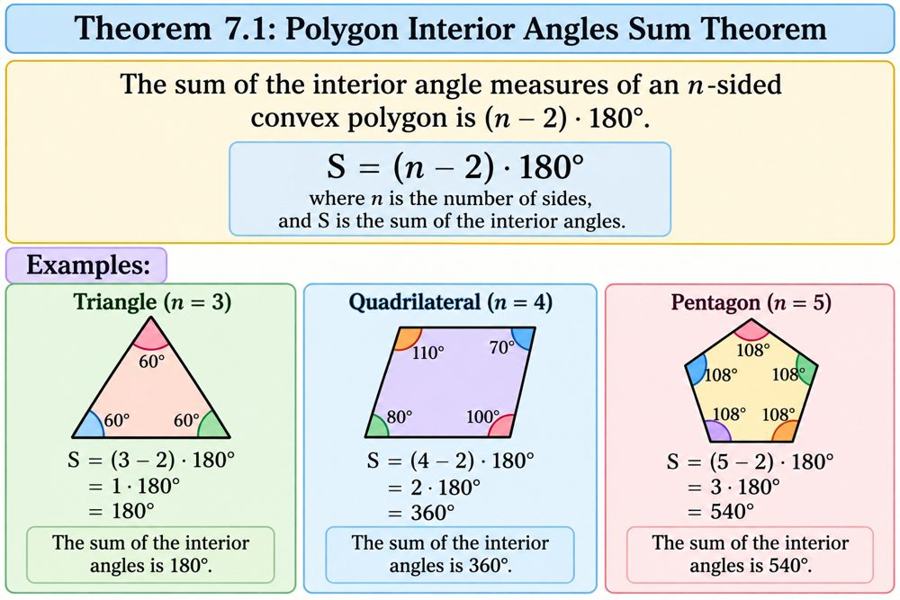 Theorem 7.1: Polygon Interior Angles Sum Theorem
The sum of the interior angle measures of an n-sided
convex polygon is (n − 2) · 180°.
S = (n − 2) · 180°
where n is the number of sides,
and S is the sum of the interior angles.
Examples:
Triangle (n = 3)
60°
60°
60°
S = (3 − 2) · 180°
= 1 · 180°
= 180°
The sum of the interior
angles is 180°.
Quadrilateral (n = 4)
110°
70°
80°
100°
S = (4 − 2) · 180°
= 2 · 180°
= 360°
The sum of the interior
angles is 360°.
Pentagon (n = 5)
108°
108°
108°
108°
108°
S = (5 − 2) · 180°
= 3 · 180°
= 540°
The sum of the interior
angles is 540°.